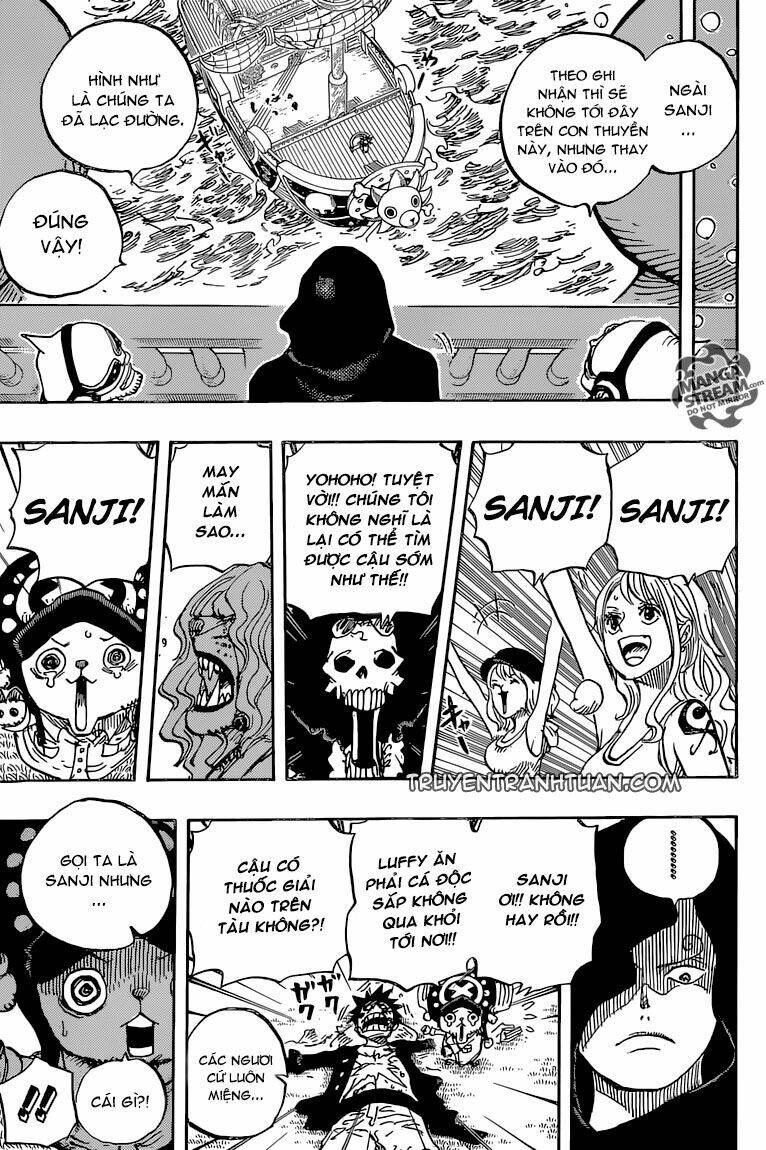 NGÀI
SANJI
...
THEO GHI
NHẬN THÌ SẼ
KHÔNG TỚI ĐÂY
TRÊN CON THUYỀN
NÀY, NHƯNG THAY
VÀO ĐÓ...
HÌNH NHƯ
LÀ CHÚNG TA
ĐÃ LẠC ĐƯỜNG.
ĐÚNG
VẬY!
MANGA
STREAM.com
DO NOT MIRROR
SANJI!
SANJI!
YOHOHO! TUYỆT
VỜI!! CHÚNG TÔI
KHÔNG NGHĨ LÀ
LẠI CÓ THỂ TÌM
ĐƯỢC CẬU SỚM
NHƯ THẾ!!
MAY
MẮN
LÀM
SAO...
SANJI!
TRUYENTRANHTUAN.COM
SANJI
ƠI!! KHÔNG
HAY RỒI!!
LUFFY ĂN
PHẢI CÁ ĐỘC
SẮP KHÔNG
QUA KHỎI
TỚI NƠI!!
CẬU CÓ
THUỐC GIẢI
NÀO TRÊN
TÀU KHÔNG?!
ガガガ
CÁC NGƯƠI
CỨ LUÔN
MIỆNG...
GỌI TA LÀ
SANJI NHƯNG
...
CÁI GÌ?!
!!